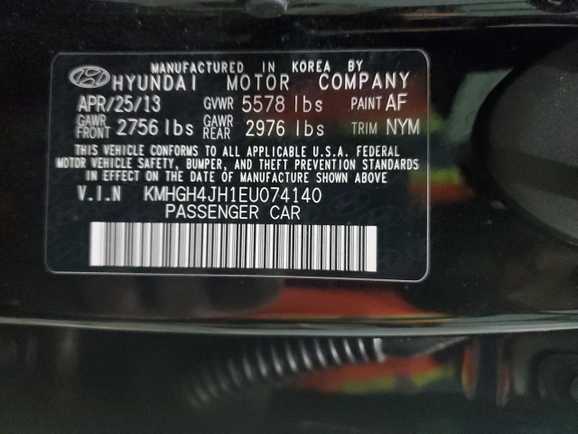 MANUFACTURED IN KOREA BY
HYUNDAI MOTOR COMPANY
APR/25/13 GVWR 5578 lbs PAINT AF
GAWR FRONT 2756 lbs GAWR REAR 2976 lbs TRIM NYM
THIS VEHICLE CONFORMS TO ALL APPLICABLE U.S.A. FEDERAL
MOTOR VEHICLE SAFETY, BUMPER, AND THEFT PREVENTION STANDARDS
IN EFFECT ON THE DATE OF MANUFACTURE SHOWN ABOVE
V.I.N KMHGH4JH1EU074140
PASSENGER CAR